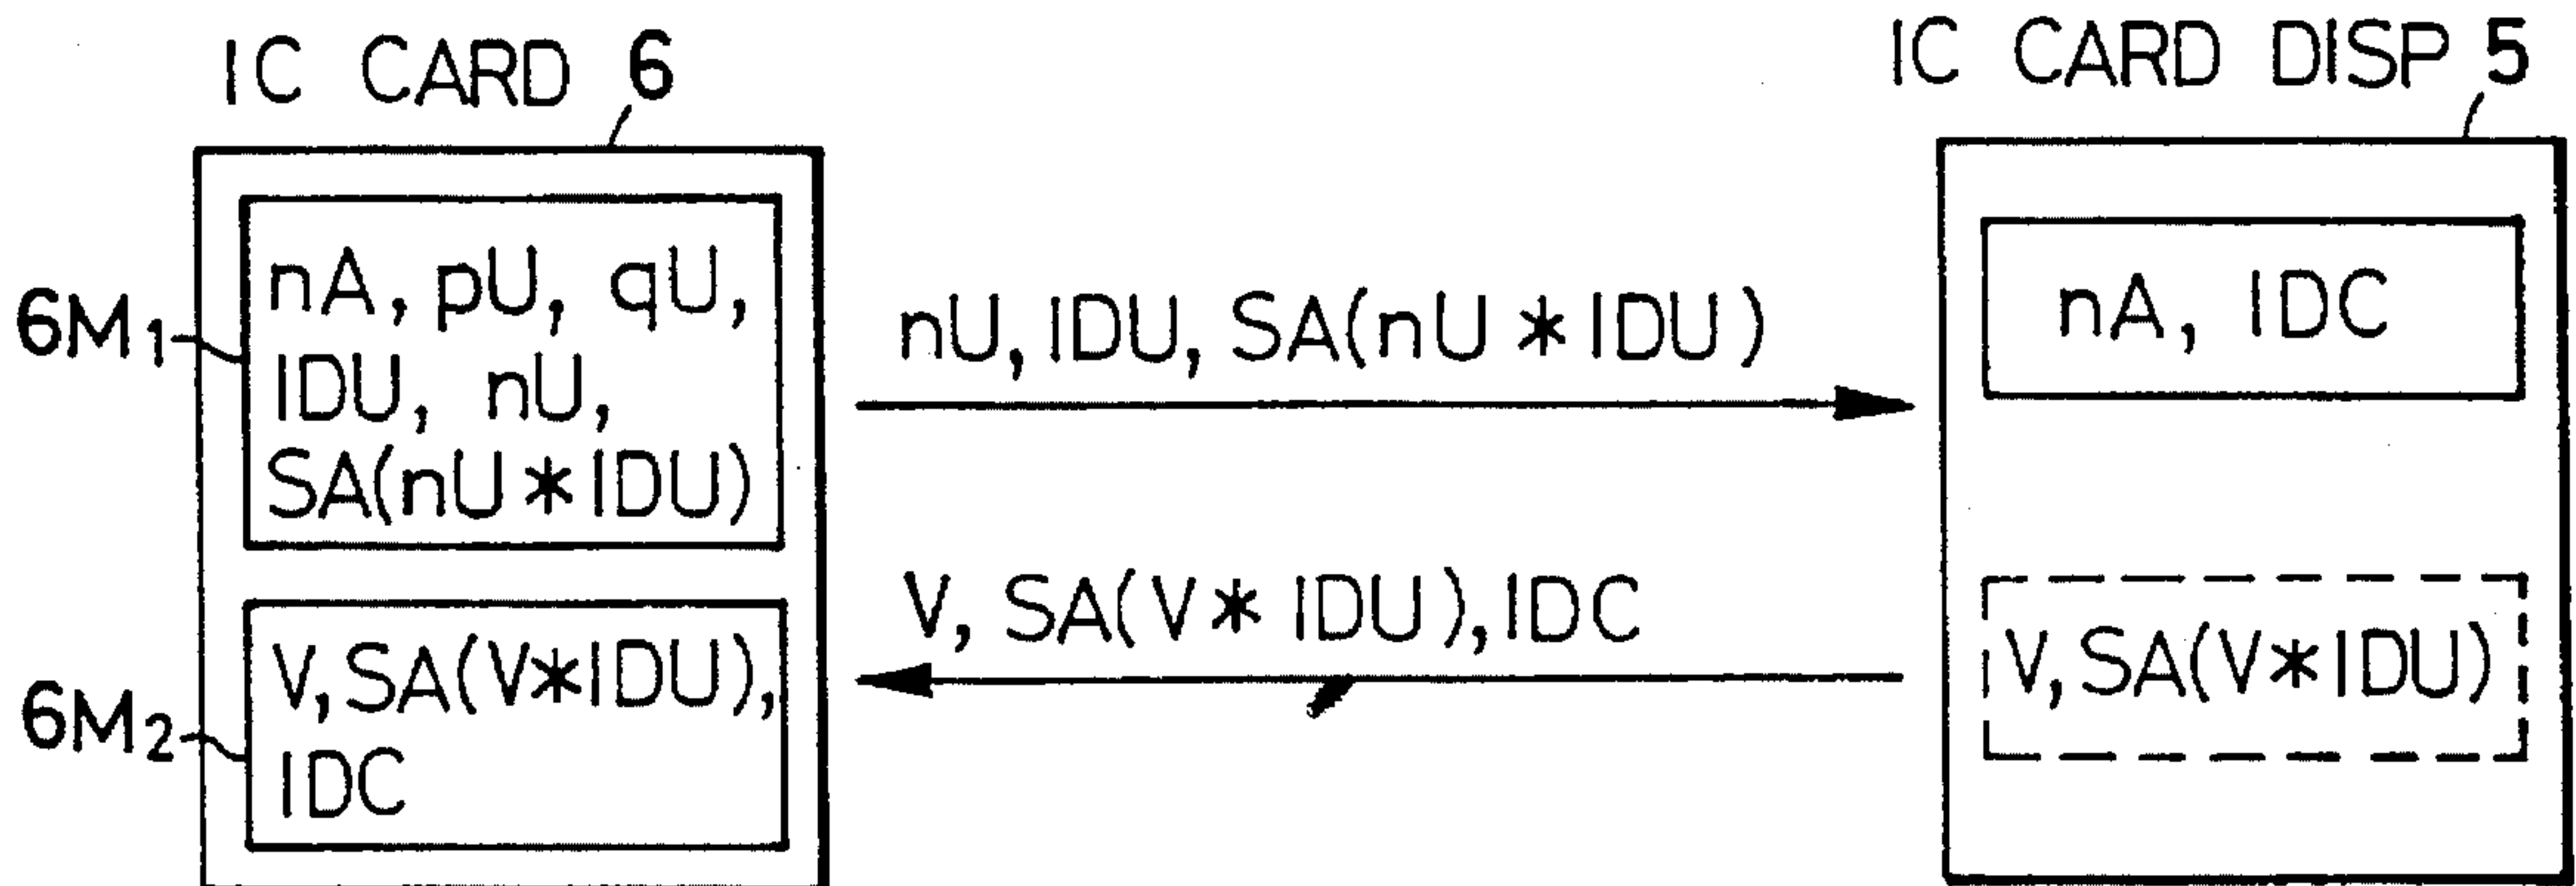 IC CARD 6
6M1
nA, pU, qU,
IDU, nU,
SA(nU*IDU)
6M2
V, SA(V*IDU),
IDC
nU, IDU, SA(nU*IDU)
V, SA(V*IDU), IDC
IC CARD DISP 5
nA, IDC
V, SA(V*IDU)